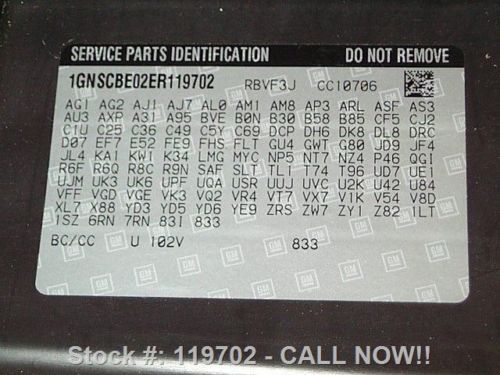 SERVICE PARTS IDENTIFICATION DO NOT REMOVE
1GNSCBE02ER119702 RBVF3J CC10706
AG1 AG2 AJ1 AJ7 AL0 AM1 AM8 AP3 ARL ASF AS3
AU3 AXP A31 A95 BVE B0N B30 B58 B85 CF5 CJ2
C1U C25 C36 C49 C5Y C69 DCP DH6 DK8 DL8 DRC
D07 EF7 E52 FE9 FHS FLT GU4 GWT G80 UD9 JF4
JL4 KA1 KW1 K34 LMG MYC NP5 NT7 NZ4 P46 QG1
R6F R6Q R8C R9N SAF SLT TL1 T74 T96 UD7 UE1
UJM UK3 UK6 UPF UQA USR UUJ UVC U2K U42 U84
VFF VGD VGE VK3 VQ2 VR4 VT7 VX7 V1K V54 V8D
XL7 X88 YD3 YD5 YD6 YE9 ZRS ZW7 ZY1 Z82 1LT
1SZ 6RN 7RN 83I 833
BC/CC U 102V 833
GM
Stock #: 119702 - CALL NOW!!